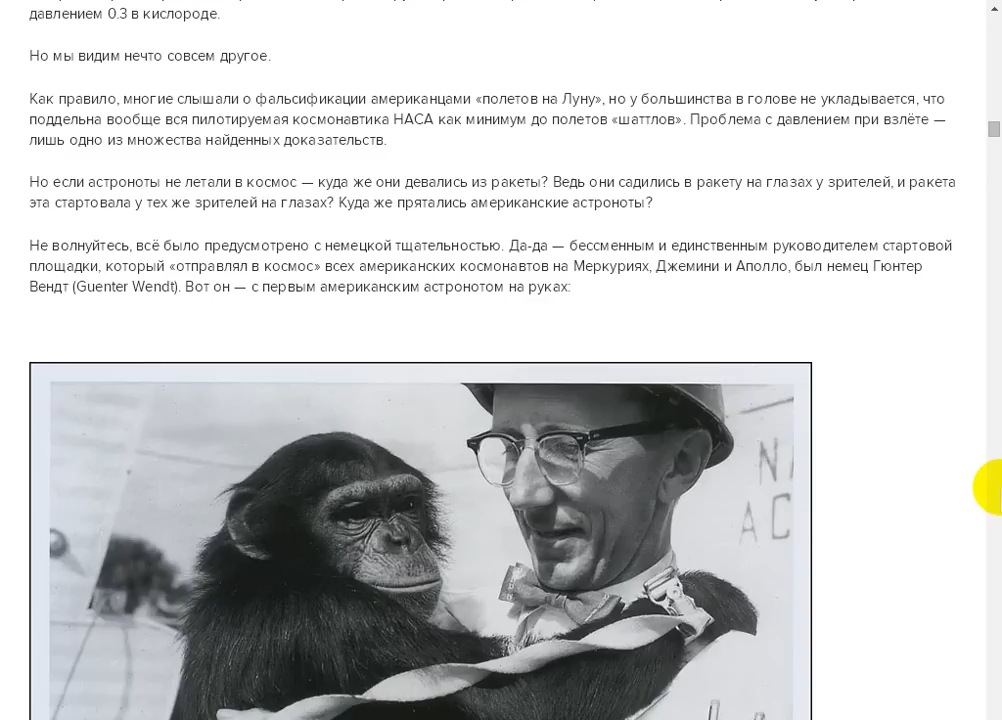 давлением 0.3 в кислороде.
Но мы видим нечто совсем другое.
Как правило, многие слышали о фальсификации американцами «полетов на Луну», но у большинства в голове не укладывается, что
поддельна вообще вся пилотируемая космонавтика НАСА как минимум до полетов «шаттлов». Проблема с давлением при взлёте —
лишь одно из множества найденных доказательств.
Но если астроноты не летали в космос — куда же они девались из ракеты? Ведь они садились в ракету на глазах у зрителей, и ракета
эта стартовала у тех же зрителей на глазах? Куда же прятались американские астроноты?
Не волнуйтесь, всё было предусмотрено с немецкой тщательностью. Да-да — бессменным и единственным руководителем стартовой
площадки, который «отправлял в космос» всех американских космонавтов на Меркуриях, Джемини и Аполло, был немец Гюнтер
Вендт (Guenter Wendt). Вот он — с первым американским астронотом на руках: